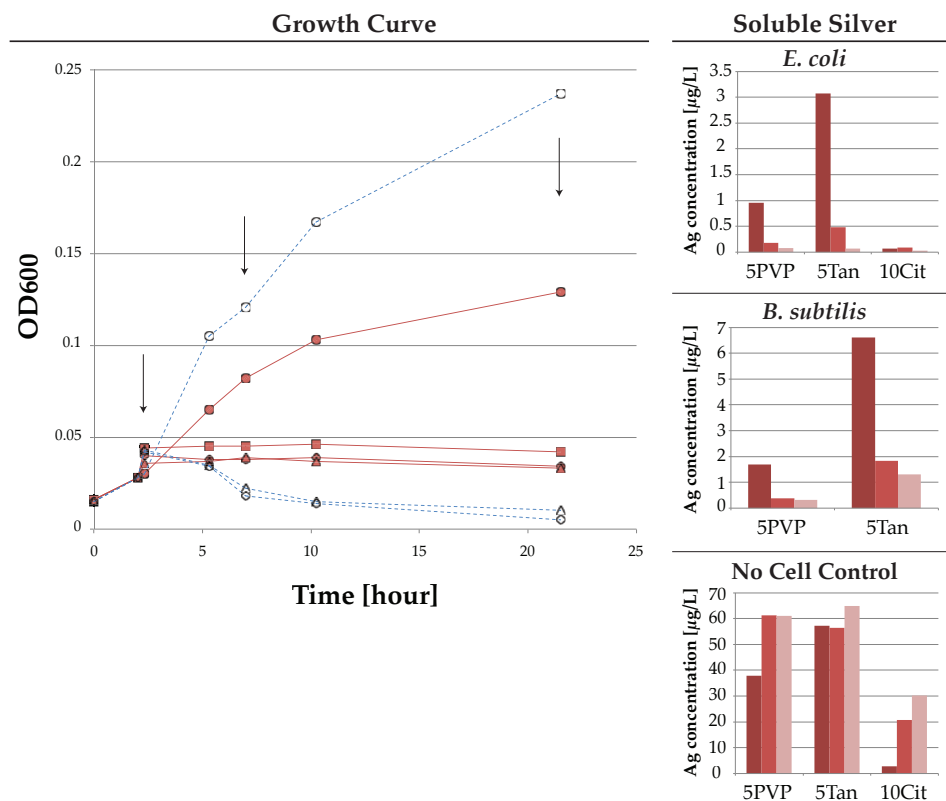 Growth Curve
0.25
0.2
0.15
0.1
0.05
0
OD600
0 5 10 15 20 25
Time [hour]
Soluble Silver
E. coli
Ag concentration [µg/L]
3.5
3
2.5
2
1.5
1
0.5
0
5PVP 5Tan 10Cit
B. subtilis
Ag concentration [µg/L]
7
6
5
4
3
2
1
0
5PVP 5Tan
No Cell Control
Ag concentration [µg/L]
70
60
50
40
30
20
10
0
5PVP 5Tan 10Cit